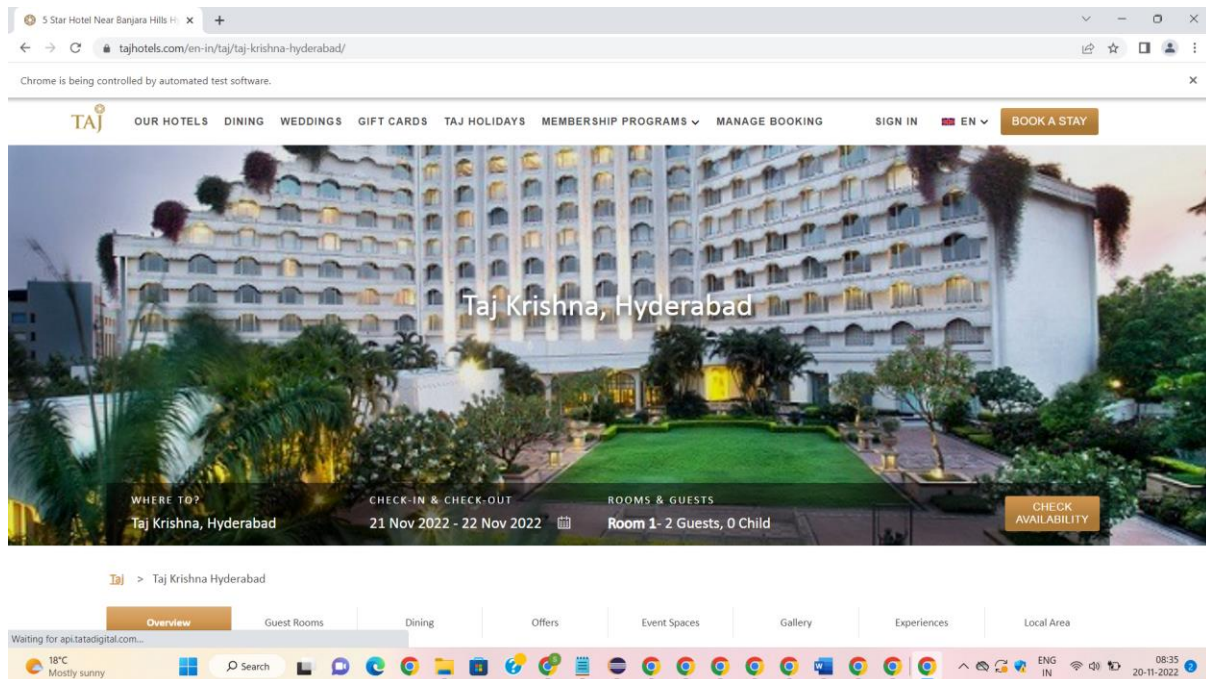 5 Star Hotel Near Banjara Hills H
tajhotels.com/en-in/taj/taj-krishna-hyderabad/
Chrome is being controlled by automated test software.
TAJ OUR HOTELS DINING WEDDINGS GIFT CARDS TAJ HOLIDAYS MEMBERSHIP PROGRAMS MANAGE BOOKING SIGN IN EN BOOK A STAY
Taj Krishna, Hyderabad
WHERE TO? CHECK-IN & CHECK-OUT ROOMS & GUESTS
Taj Krishna, Hyderabad 21 Nov 2022 - 22 Nov 2022 Room 1- 2 Guests, 0 Child
CHECK
AVAILABILITY
Taj > Taj Krishna Hyderabad
Overview Guest Rooms Dining Offers Event Spaces Gallery Experiences Local Area
Waiting for api.tatadigital.com...
18°C
Mostly sunny
Search
ENG
IN
08:35
20-11-2022
2